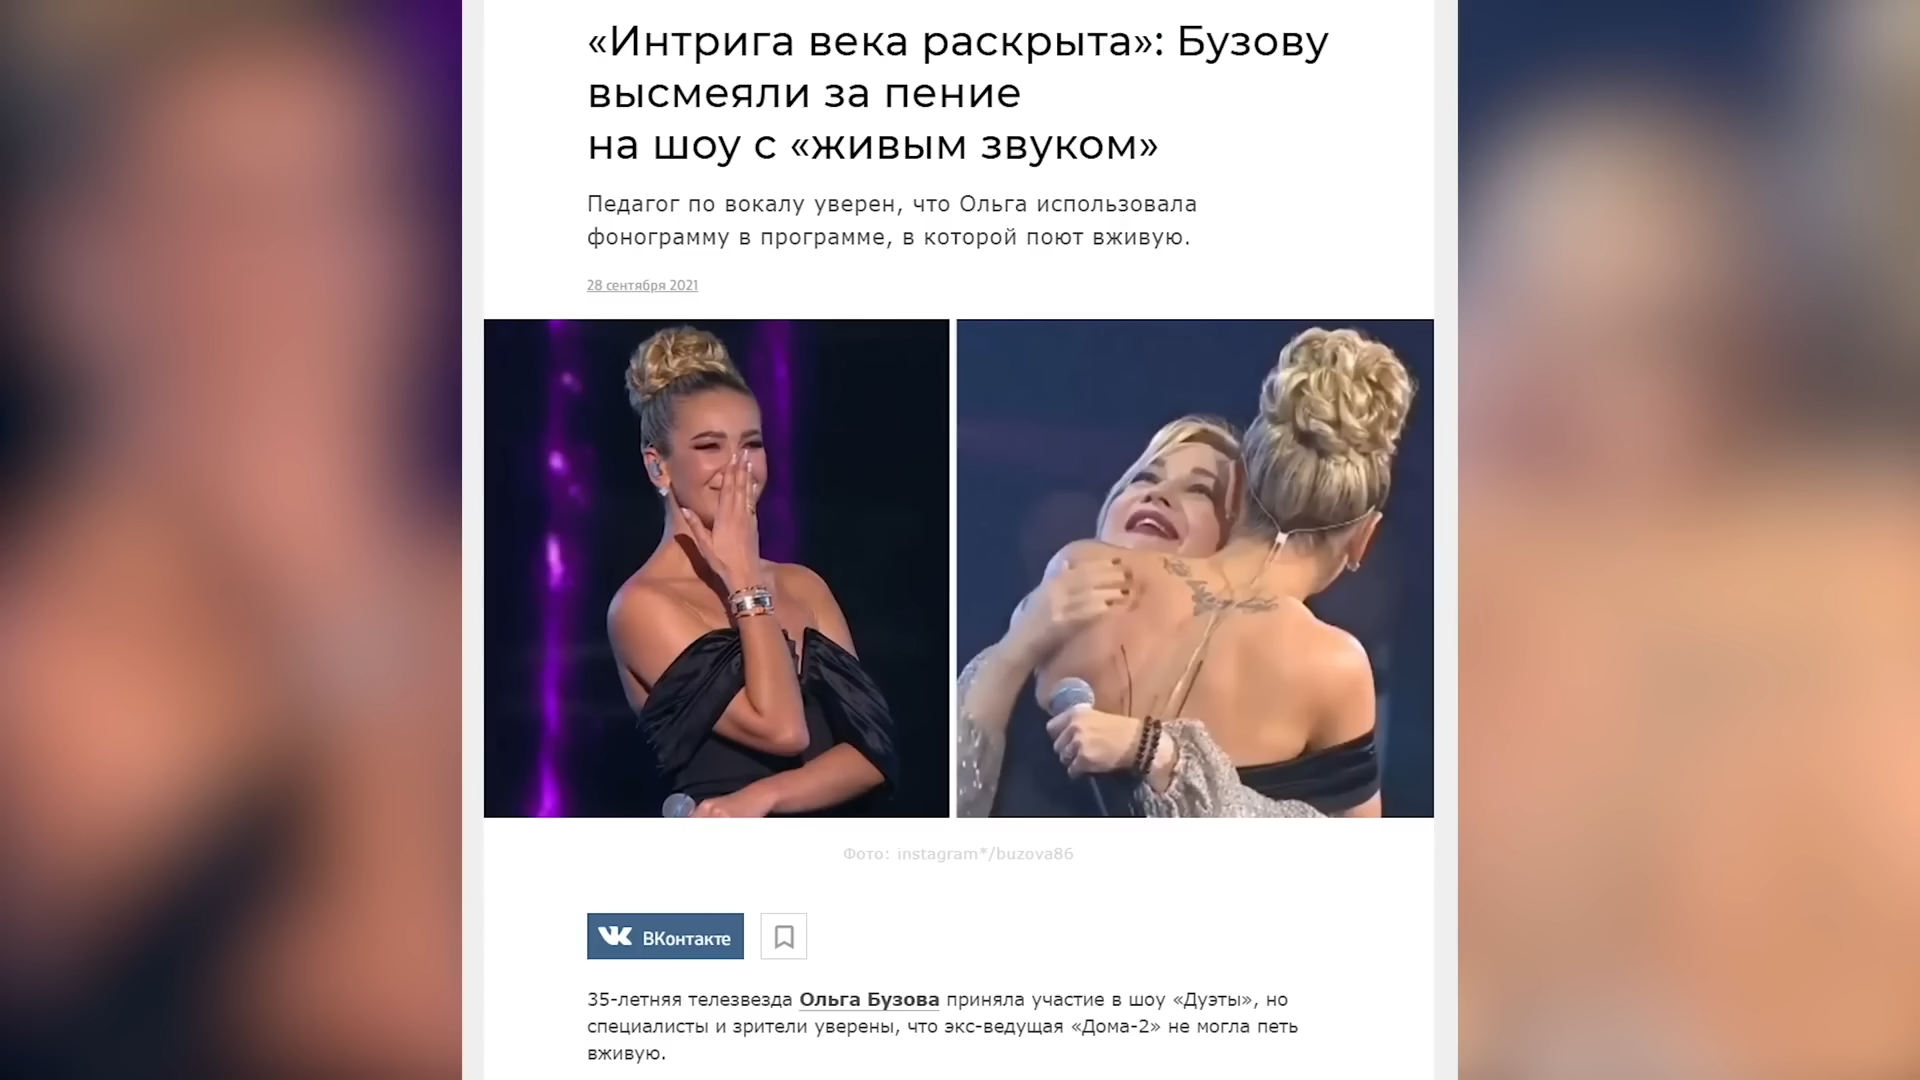 «Интрига века раскрыта»: Бузову
высмеяли за пение
на шоу с «живым звуком»
Педагог по вокалу уверен, что Ольга использовала
фонограмму в программе, в которой поют вживую.
28 сентября 2021
Фото: instagram*/buzova86
ВКонтакте
35-летняя телезвезда Ольга Бузова приняла участие в шоу «Дуэты», но
специалисты и зрители уверены, что экс-ведущая «Дома-2» не могла петь
вживую.